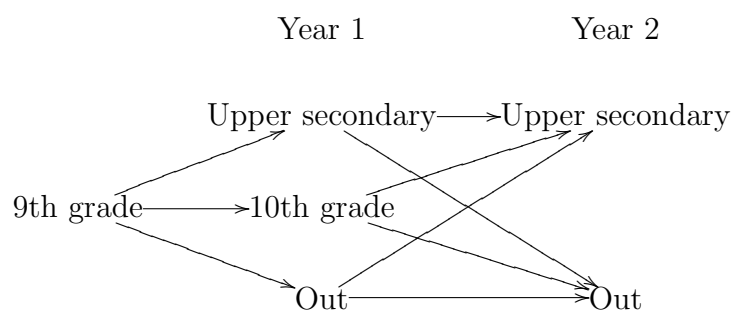 Year 1 Year 2
Upper secondary Upper secondary
9th grade 10th grade
Out Out